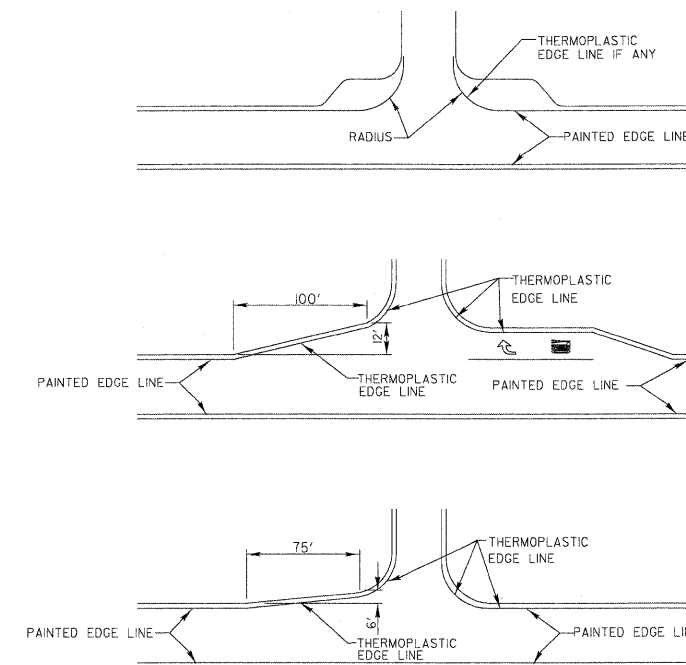 THERMOPLASTIC
EDGE LINE IF ANY
RADIUS
PAINTED EDGE LINE
100'
THERMOPLASTIC
EDGE LINE
12'
PAINTED EDGE LINE
THERMOPLASTIC
EDGE LINE
PAINTED EDGE LINE
75'
THERMOPLASTIC
EDGE LINE
6'
PAINTED EDGE LINE
THERMOPLASTIC
EDGE LINE
PAINTED EDGE LI